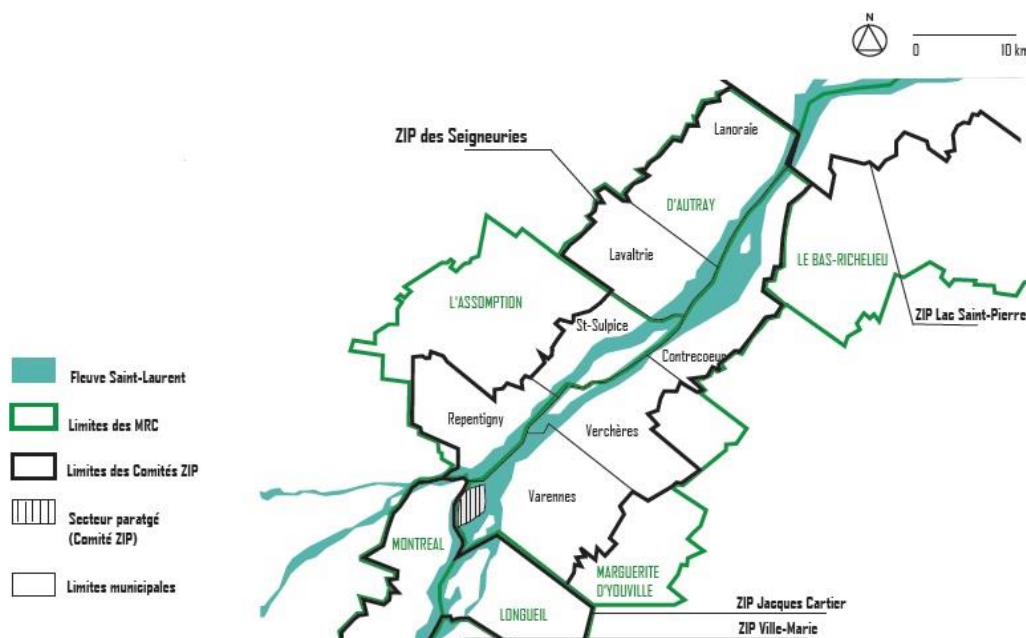 N
0
10 km
Lanoraie
ZIP des Seigneuries
D'AUTRAY
Lavaltrie
LE BAS-RICHELIEU
L'ASSOMPTION
ZIP Lac Saint-Pierre
St-Sulpice
Contrecoeur
Fleuve Saint-Laurent
Repentigny
Limites des MRC
Verchères
Limites des Comités ZIP
Varennes
Secteur paratgé
(Comité ZIP)
MONTREAL
MARGUERITE
D'YOUVILLE
Limites municipales
LONGUEIL
ZIP Jacques Cartier
ZIP Ville-Marie